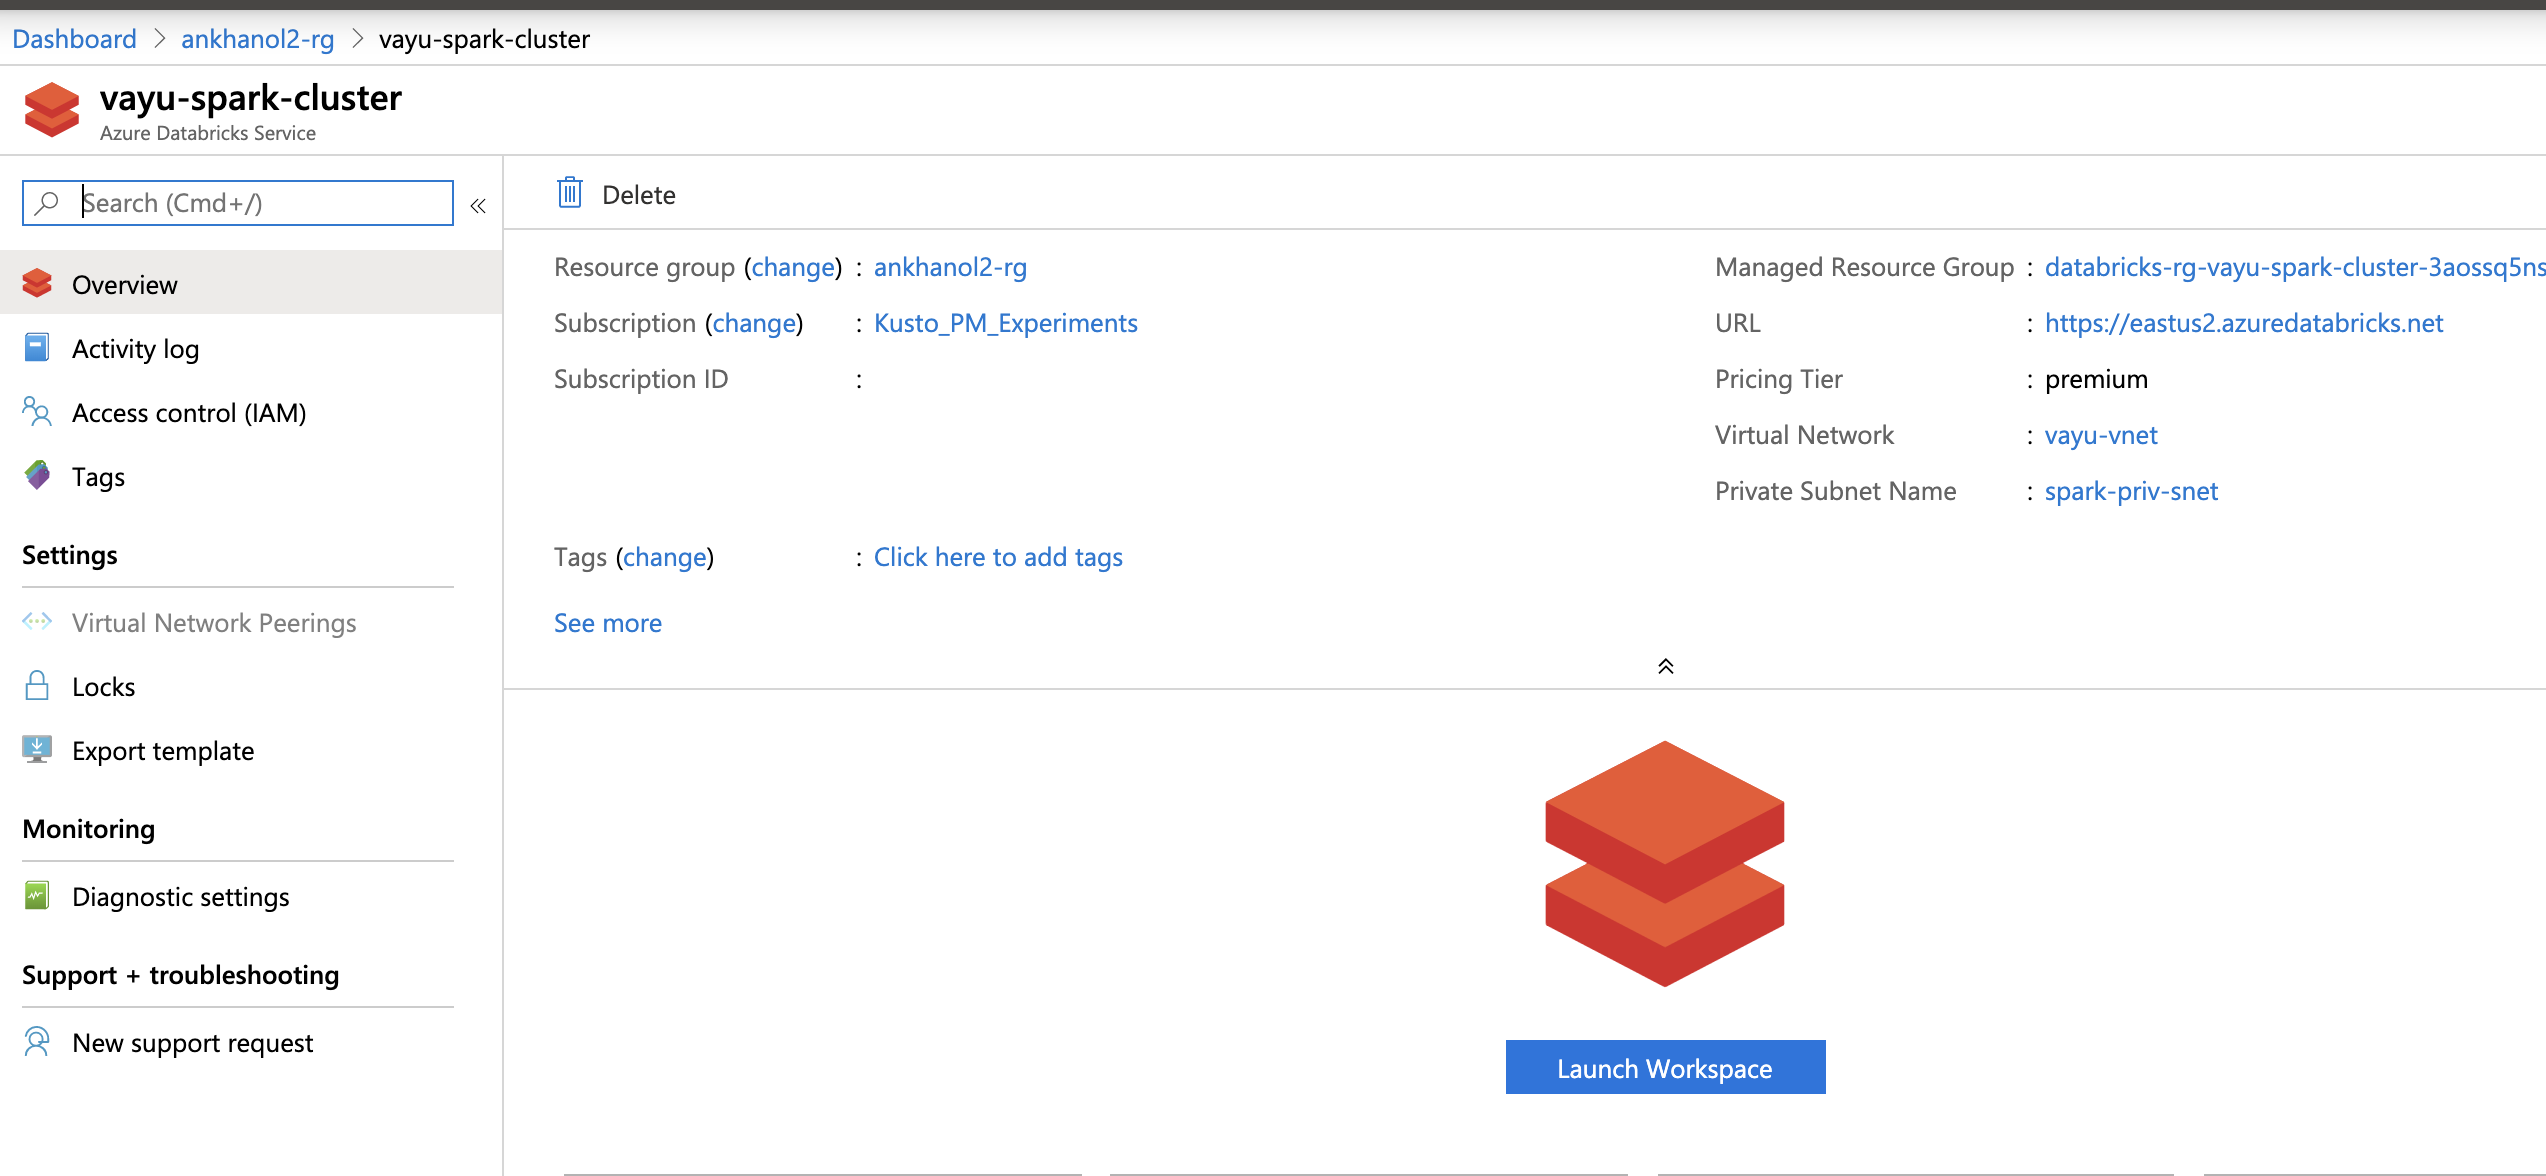 Dashboard > ankhanol2-rg > vayu-spark-cluster
vayu-spark-cluster
Azure Databricks Service
Search (Cmd+/)
«
Overview
Activity log
Access control (IAM)
Tags
Settings
Virtual Network Peerings
Locks
Export template
Monitoring
Diagnostic settings
Support + troubleshooting
New support request
Delete
Resource group (change) : ankhanol2-rg
Subscription (change) : Kusto_PM_Experiments
Subscription ID :
Tags (change) : Click here to add tags
See more
Managed Resource Group : databricks-rg-vayu-spark-cluster-3aossq5ns
URL : https://eastus2.azuredatabricks.net
Pricing Tier : premium
Virtual Network : vayu-vnet
Private Subnet Name : spark-priv-snet
Launch Workspace